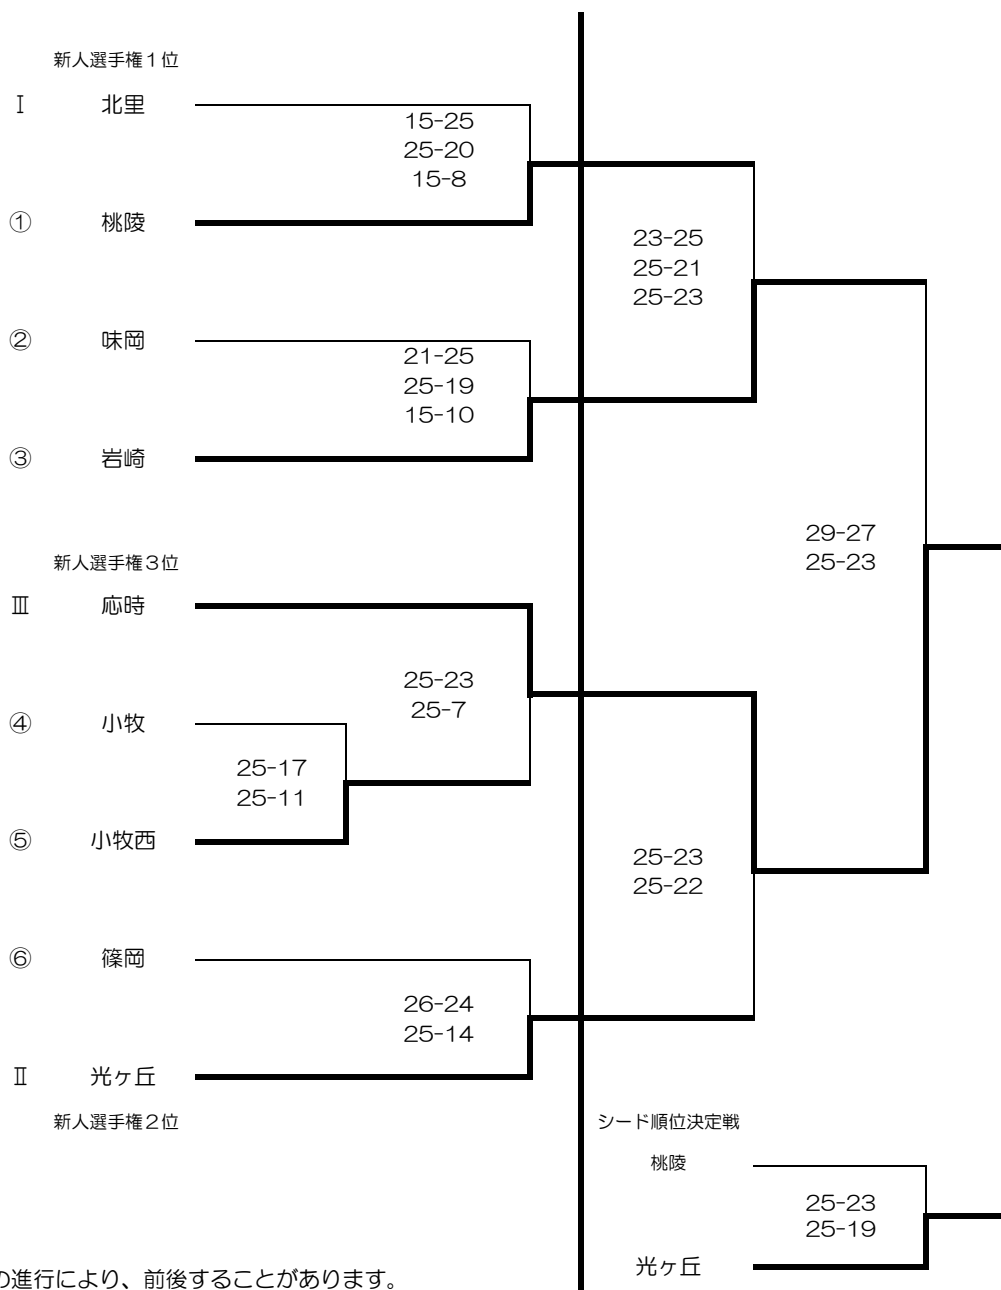 新人選手権１位
Ⅰ 北里
15-25
25-20
15-8
① 桃陵
23-25
25-21
25-23
② 味岡
21-25
25-19
15-10
③ 岩崎
29-27
25-23
新人選手権３位
Ⅲ 応時
25-23
25-7
④ 小牧
25-17
25-11
⑤ 小牧西
25-23
25-22
⑥ 篠岡
26-24
25-14
Ⅱ 光ヶ丘
新人選手権２位
シード順位決定戦
桃陵
25-23
25-19
光ヶ丘
の進行により、前後することがあります。